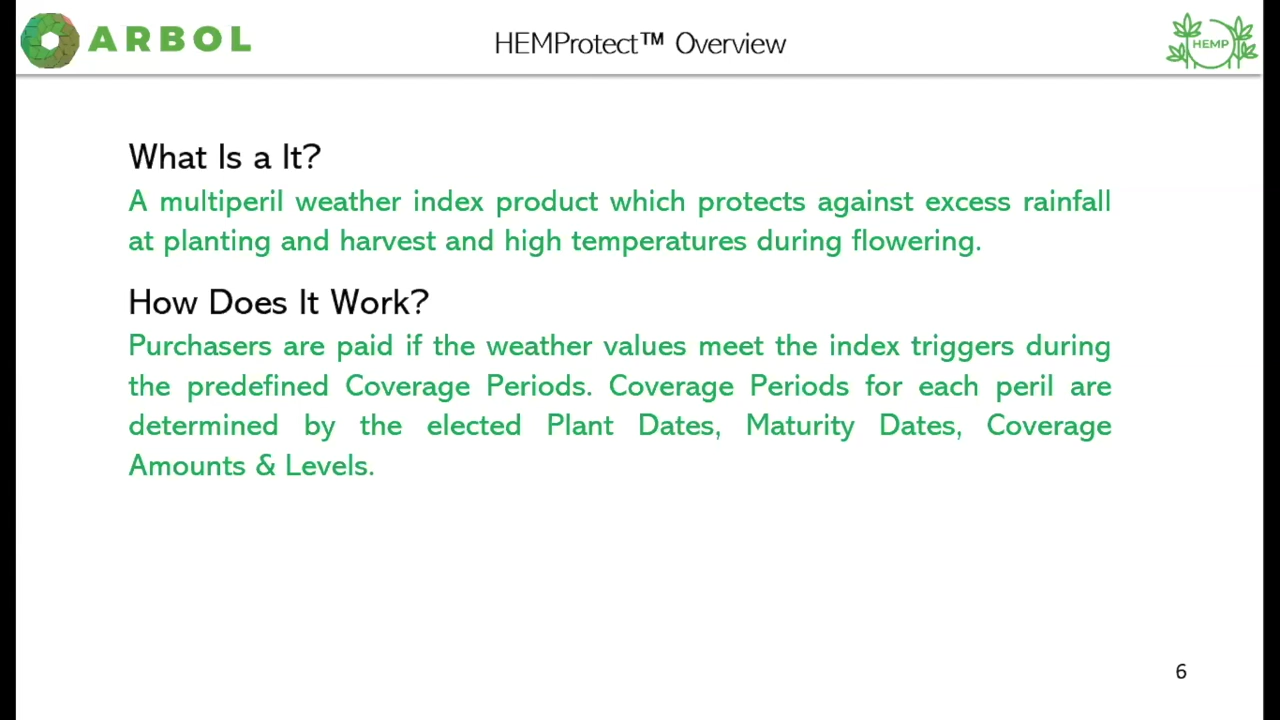 ARBOL
HEMProtect™ Overview
HEMP
What Is a It?
A multiperil weather index product which protects against excess rainfall
at planting and harvest and high temperatures during flowering.
How Does It Work?
Purchasers are paid if the weather values meet the index triggers during
the predefined Coverage Periods. Coverage Periods for each peril are
determined by the elected Plant Dates, Maturity Dates, Coverage
Amounts & Levels.
6